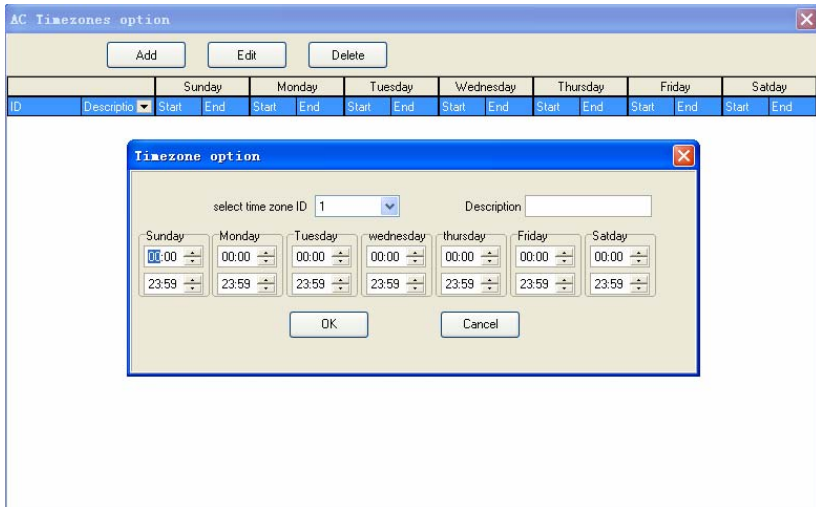 AC Timezones option
Add Edit Delete
Sunday Monday Tuesday Wednesday Thursday Friday Satday
ID Descriptio Start End Start End Start End Start End Start End Start End Start End
Timezone option
select time zone ID 1 Description
Sunday Monday Tuesday wednesday thursday Friday Satday
00:00 00:00 00:00 00:00 00:00 00:00 00:00
23:59 23:59 23:59 23:59 23:59 23:59 23:59
OK Cancel